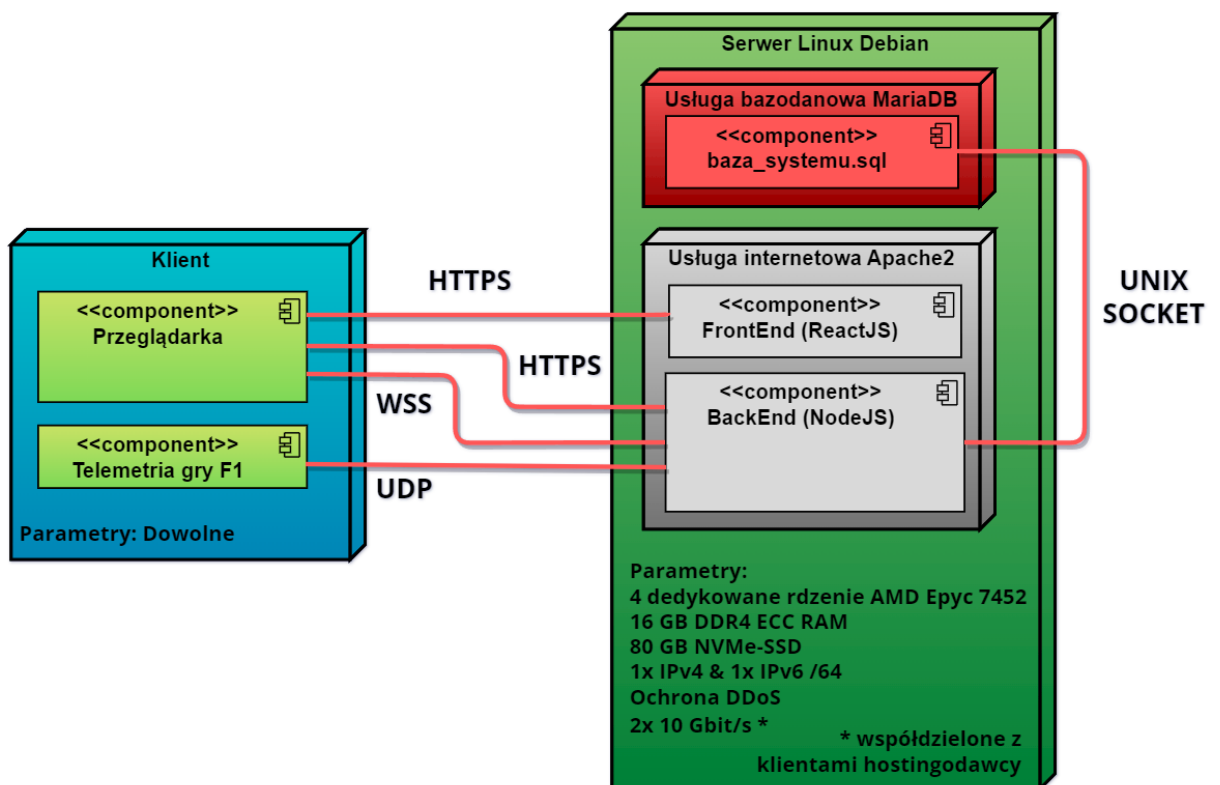 Serwer Linux Debian
Usługa bazodanowa MariaDB
<<component>>
baza_systemu.sql
Klient
<<component>>
Przeglądarka
<<component>>
Telemetria gry F1
Parametry: Dowolne
HTTPS
HTTPS
WSS
UDP
Usługa internetowa Apache2
<<component>>
FrontEnd (ReactJS)
<<component>>
BackEnd (NodeJS)
UNIX
SOCKET
Parametry:
4 dedykowane rdzenie AMD Epyc 7452
16 GB DDR4 ECC RAM
80 GB NVMe-SSD
1x IPv4 & 1x IPv6 /64
Ochrona DDoS
2x 10 Gbit/s *
* współdzielone z
klientami hostingodawcy